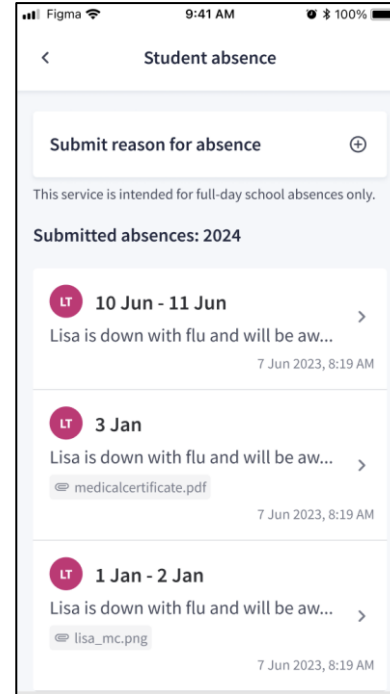 Figma 9:41 AM 100%
Student absence
Submit reason for absence
This service is intended for full-day school absences only.
Submitted absences: 2024
LT 10 Jun - 11 Jun
Lisa is down with flu and will be aw...
7 Jun 2023, 8:19 AM
LT 3 Jan
Lisa is down with flu and will be aw...
medicalcertificate.pdf
7 Jun 2023, 8:19 AM
LT 1 Jan - 2 Jan
Lisa is down with flu and will be aw...
lisa_mc.png
7 Jun 2023, 8:19 AM